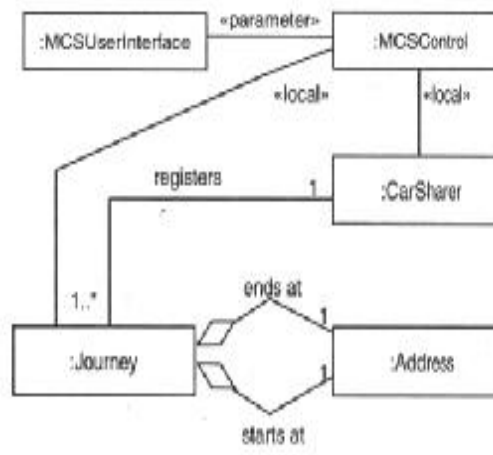 «parameter»
:MCSUserInterface
:MCSControl
«local»
«local»
registers
1
:CarSharer
1..*
ends at
1
:Journey
:Address
1
starts at